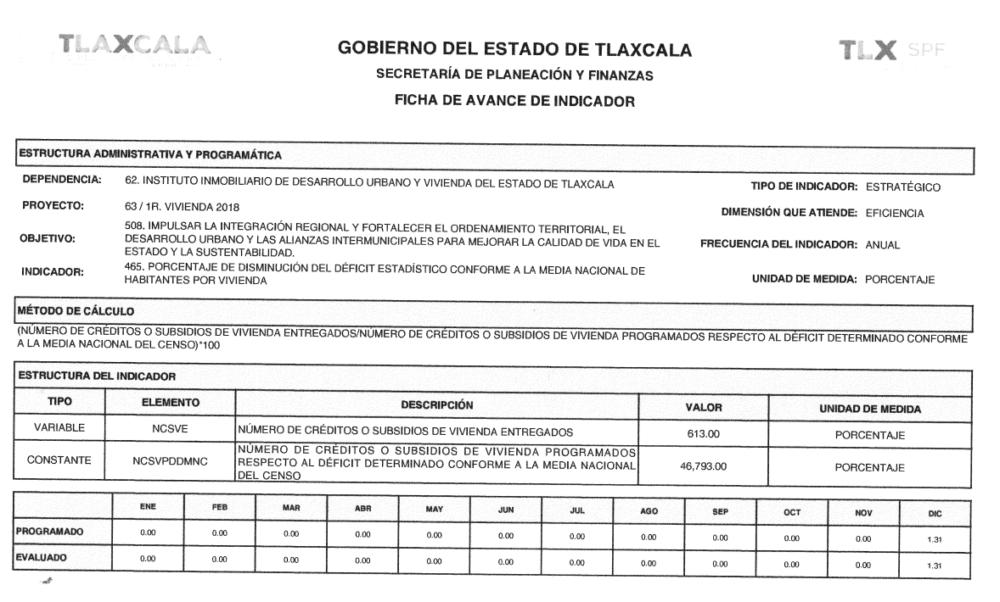 TLAXCALA
GOBIERNO DEL ESTADO DE TLAXCALA
TLX SPF
SECRETARÍA DE PLANEACIÓN Y FINANZAS
FICHA DE AVANCE DE INDICADOR
ESTRUCTURA ADMINISTRATIVA Y PROGRAMÁTICA
DEPENDENCIA: 62. INSTITUTO INMOBILIARIO DE DESARROLLO URBANO Y VIVIENDA DEL ESTADO DE TLAXCALA
TIPO DE INDICADOR: ESTRATÉGICO
PROYECTO: 63 / 1R. VIVIENDA 2018
DIMENSIÓN QUE ATIENDE: EFICIENCIA
OBJETIVO: 508. IMPULSAR LA INTEGRACIÓN REGIONAL Y FORTALECER EL ORDENAMIENTO TERRITORIAL, EL
DESARROLLO URBANO Y LAS ALIANZAS INTERMUNICIPALES PARA MEJORAR LA CALIDAD DE VIDA EN EL
ESTADO Y LA SUSTENTABILIDAD.
FRECUENCIA DEL INDICADOR: ANUAL
INDICADOR: 465. PORCENTAJE DE DISMINUCIÓN DEL DÉFICIT ESTADÍSTICO CONFORME A LA MEDIA NACIONAL DE
HABITANTES POR VIVIENDA
UNIDAD DE MEDIDA: PORCENTAJE
MÉTODO DE CÁLCULO
(NÚMERO DE CRÉDITOS O SUBSIDIOS DE VIVIENDA ENTREGADOS/NÚMERO DE CRÉDITOS O SUBSIDIOS DE VIVIENDA PROGRAMADOS RESPECTO AL DÉFICIT DETERMINADO CONFORME
A LA MEDIA NACIONAL DEL CENSO)*100
ESTRUCTURA DEL INDICADOR
TIPO ELEMENTO DESCRIPCIÓN VALOR UNIDAD DE MEDIDA
VARIABLE NCSVE NÚMERO DE CRÉDITOS O SUBSIDIOS DE VIVIENDA ENTREGADOS 613.00 PORCENTAJE
CONSTANTE NCSVPDDMNC NÚMERO DE CRÉDITOS O SUBSIDIOS DE VIVIENDA PROGRAMADOS
RESPECTO AL DÉFICIT DETERMINADO CONFORME A LA MEDIA NACIONAL
DEL CENSO
46,793.00 PORCENTAJE
ENE FEB MAR ABR MAY JUN JUL AGO SEP OCT NOV DIC
PROGRAMADO 0.00 0.00 0.00 0.00 0.00 0.00 0.00 0.00 0.00 0.00 0.00 1.31
EVALUADO 0.00 0.00 0.00 0.00 0.00 0.00 0.00 0.00 0.00 0.00 0.00 1.31